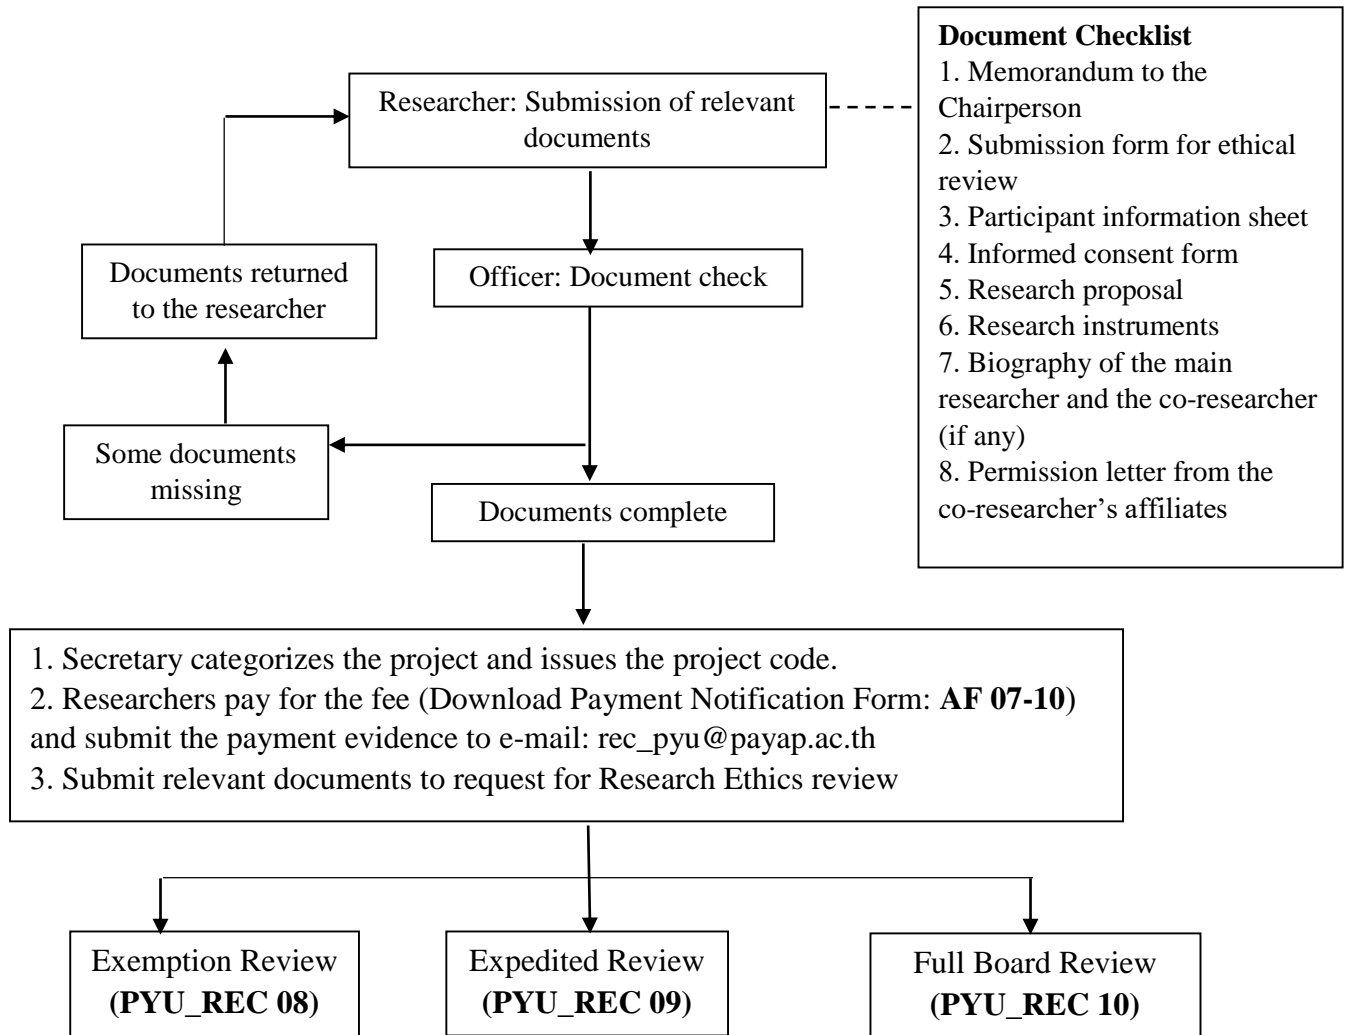 Researcher: Submission of relevant
documents
Document Checklist
1. Memorandum to the
Chairperson
2. Submission form for ethical
review
3. Participant information sheet
4. Informed consent form
5. Research proposal
6. Research instruments
7. Biography of the main
researcher and the co-researcher
(if any)
8. Permission letter from the
co-researcher’s affiliates
Documents returned
to the researcher
Officer: Document check
Some documents
missing
Documents complete
1. Secretary categorizes the project and issues the project code.
2. Researchers pay for the fee (Download Payment Notification Form: AF 07-10)
and submit the payment evidence to e-mail: rec_pyu@payap.ac.th
3. Submit relevant documents to request for Research Ethics review
Exemption Review
(PYU_REC 08)
Expedited Review
(PYU_REC 09)
Full Board Review
(PYU_REC 10)